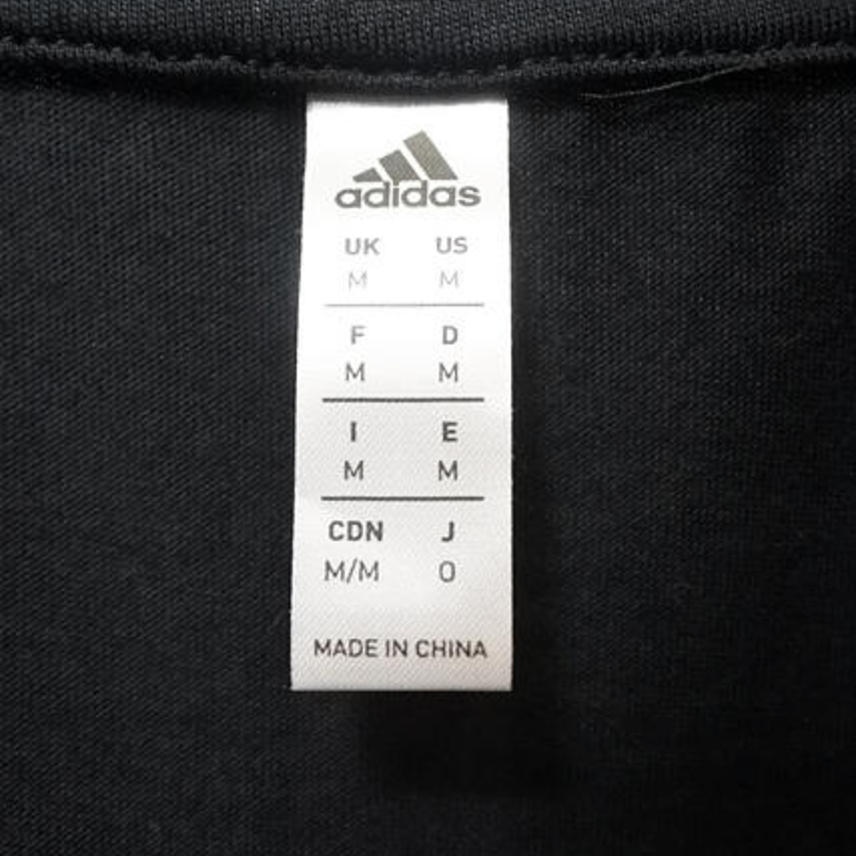 adidas
UK US
M M
F D
M M
I E
M M
CDN J
M/M O
MADE IN CHINA